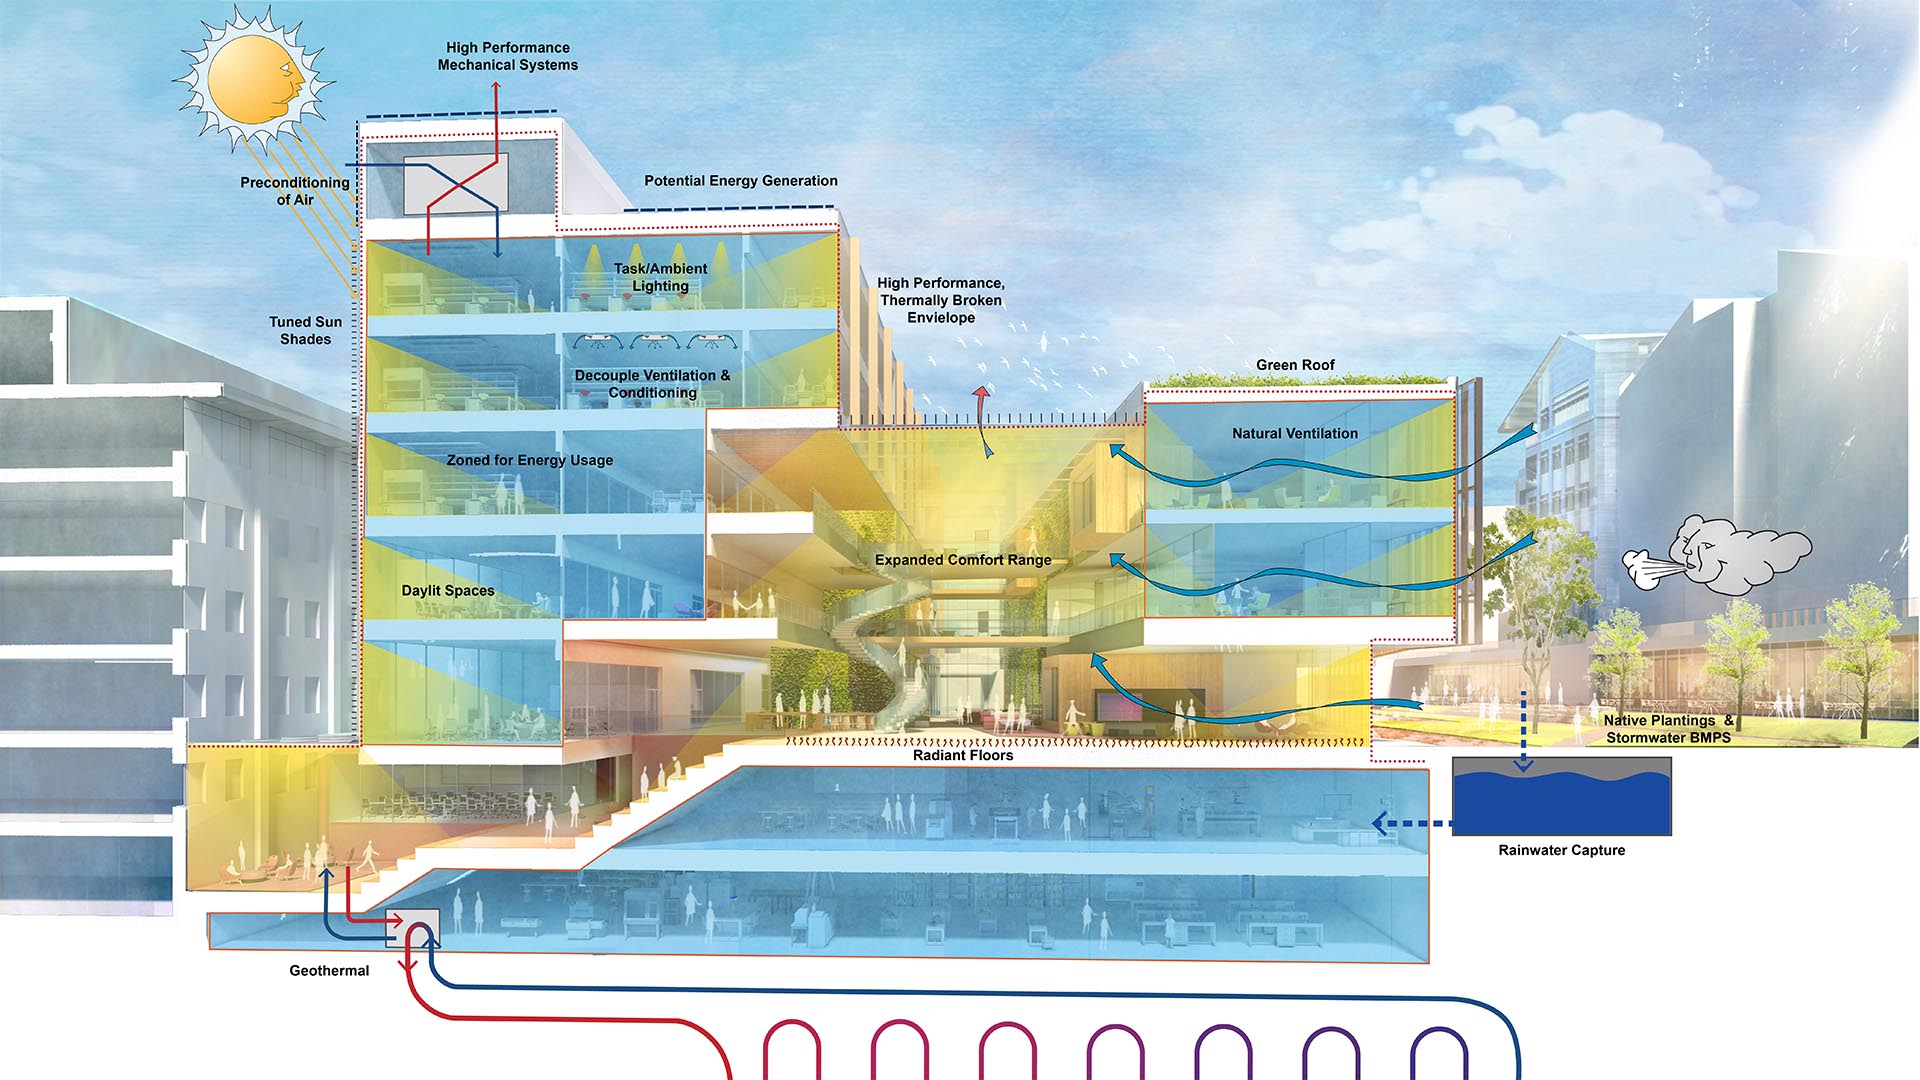 High Performance
Mechanical Systems
Preconditioning
of Air
Potential Energy Generation
Task/Ambient
Lighting
High Performance,
Thermally Broken
Envielope
Tuned Sun
Shades
Decouple Ventilation &
Conditioning
Green Roof
Natural Ventilation
Zoned for Energy Usage
Expanded Comfort Range
Daylit Spaces
Native Plantings &
Stormwater BMPS
Radiant Floors
Rainwater Capture
Geothermal